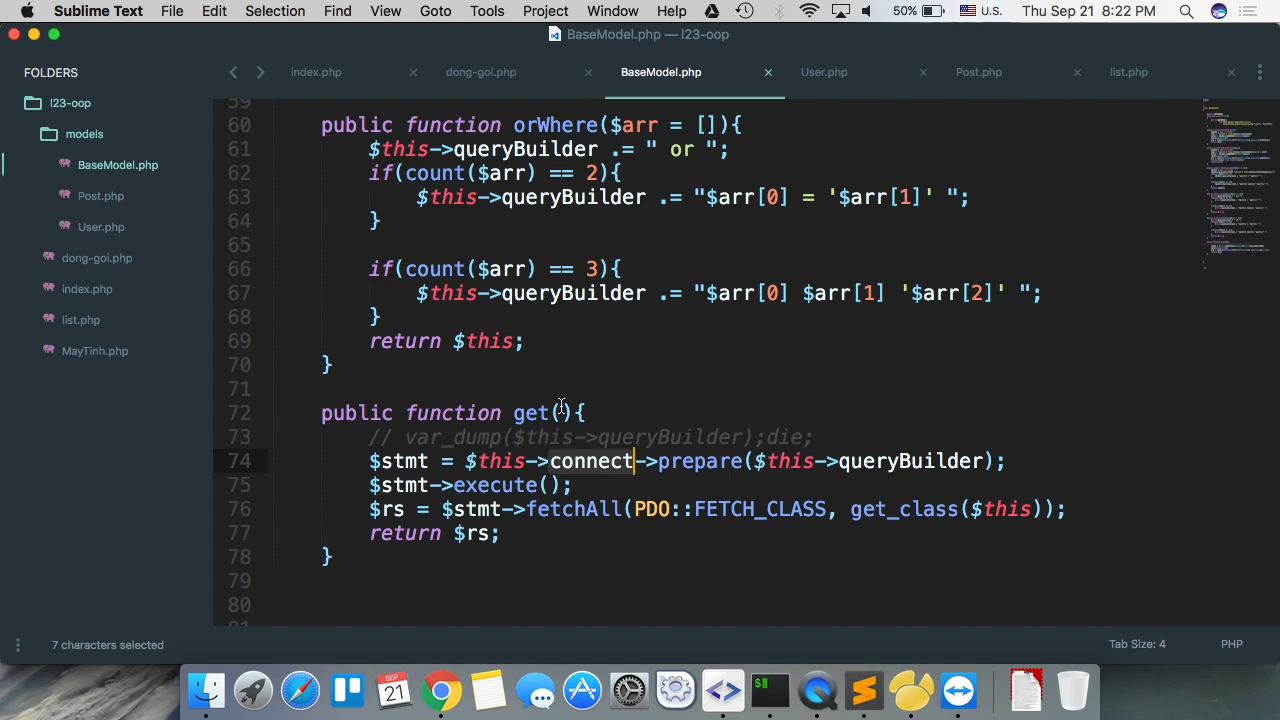 Sublime Text File Edit Selection Find View Goto Tools Project Window Help 50% U.S. Thu Sep 21 8:22 PM
BaseModel.php — l23-oop
FOLDERS
l23-oop
models
BaseModel.php
Post.php
User.php
dong-goi.php
index.php
list.php
MayTinh.php
index.php dong-goi.php BaseModel.php User.php Post.php list.php
59
60 public function orWhere($arr = []){
61 $this->queryBuilder .= " or ";
62 if(count($arr) == 2){
63 $this->queryBuilder .= "$arr[0] = '$arr[1]' ";
64 }
65
66 if(count($arr) == 3){
67 $this->queryBuilder .= "$arr[0] $arr[1] '$arr[2]' ";
68 }
69 return $this;
70 }
71
72 public function get(){
73 // var_dump($this->queryBuilder);die;
74 $stmt = $this->connect->prepare($this->queryBuilder);
75 $stmt->execute();
76 $rs = $stmt->fetchAll(PDO::FETCH_CLASS, get_class($this));
77 return $rs;
78 }
79
80
81
7 characters selected Tab Size: 4 PHP
SEP
21